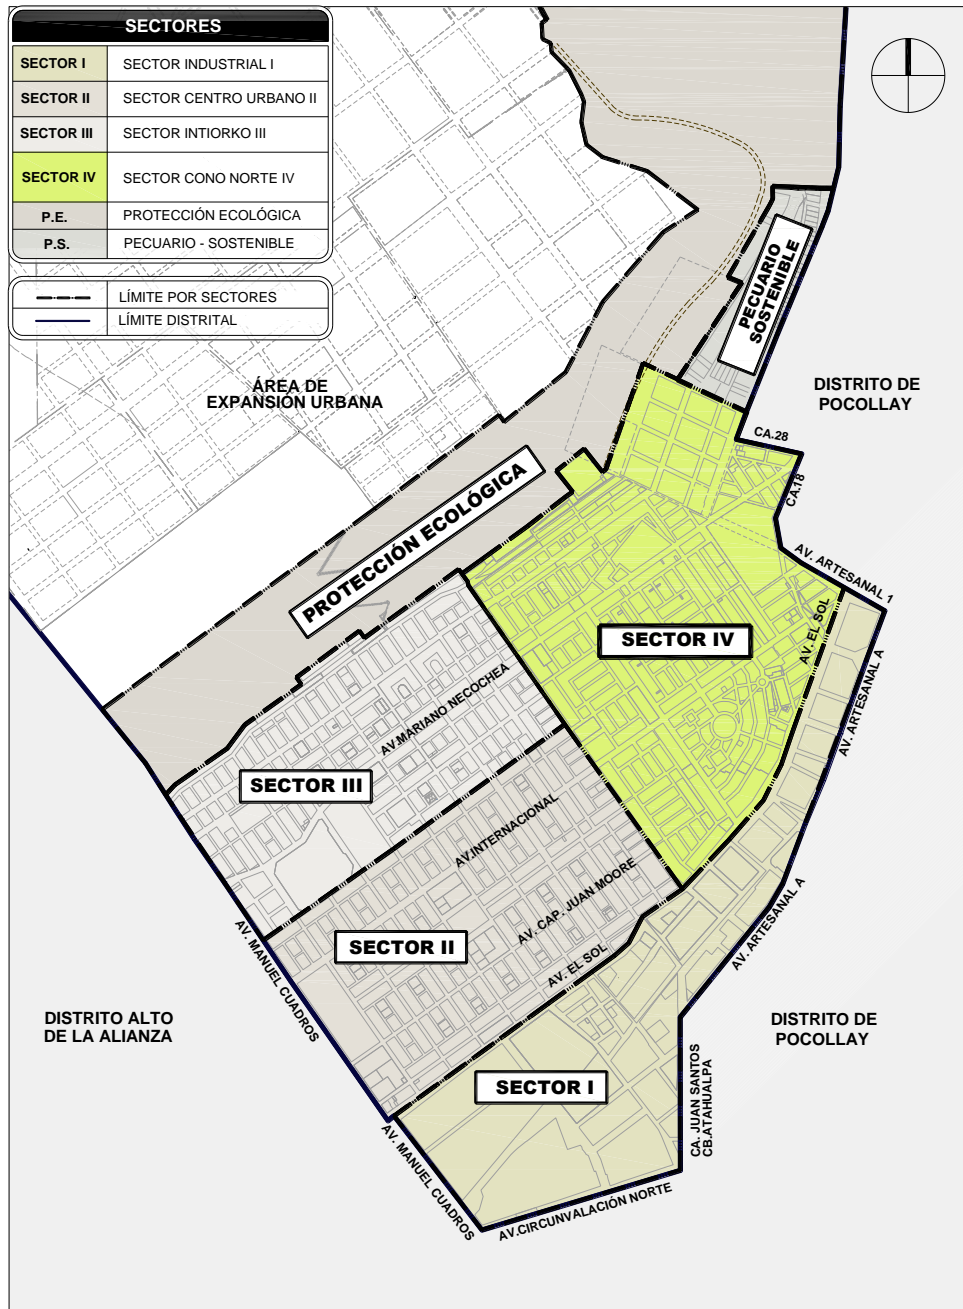 SECTORES
SECTOR I SECTOR INDUSTRIAL I
SECTOR II SECTOR CENTRO URBANO II
SECTOR III SECTOR INTIORKO III
SECTOR IV SECTOR CONO NORTE IV
P.E. PROTECCIÓN ECOLÓGICA
P.S. PECUARIO - SOSTENIBLE
LÍMITE POR SECTORES
LÍMITE DISTRITAL
PECUARIO
SOSTENIBLE
ÁREA DE
EXPANSIÓN URBANA
DISTRITO DE
POCOLLAY
CA.28
CA.18
PROTECCIÓN ECOLÓGICA
AV. ARTESANAL 1
SECTOR IV
AV. EL SOL
AV. ARTESANAL A
AV.MARIANO NECOCHEA
SECTOR III
AV.INTERNACIONAL
AV. CAP. JUAN MOORE
SECTOR II
AV. EL SOL
AV. ARTESANAL A
AV. MANUEL CUADROS
DISTRITO ALTO
DE LA ALIANZA
DISTRITO DE
POCOLLAY
SECTOR I
CA. JUAN SANTOS
CB.ATAHUALPA
AV. MANUEL CUADROS
AV.CIRCUNVALACIÓN NORTE